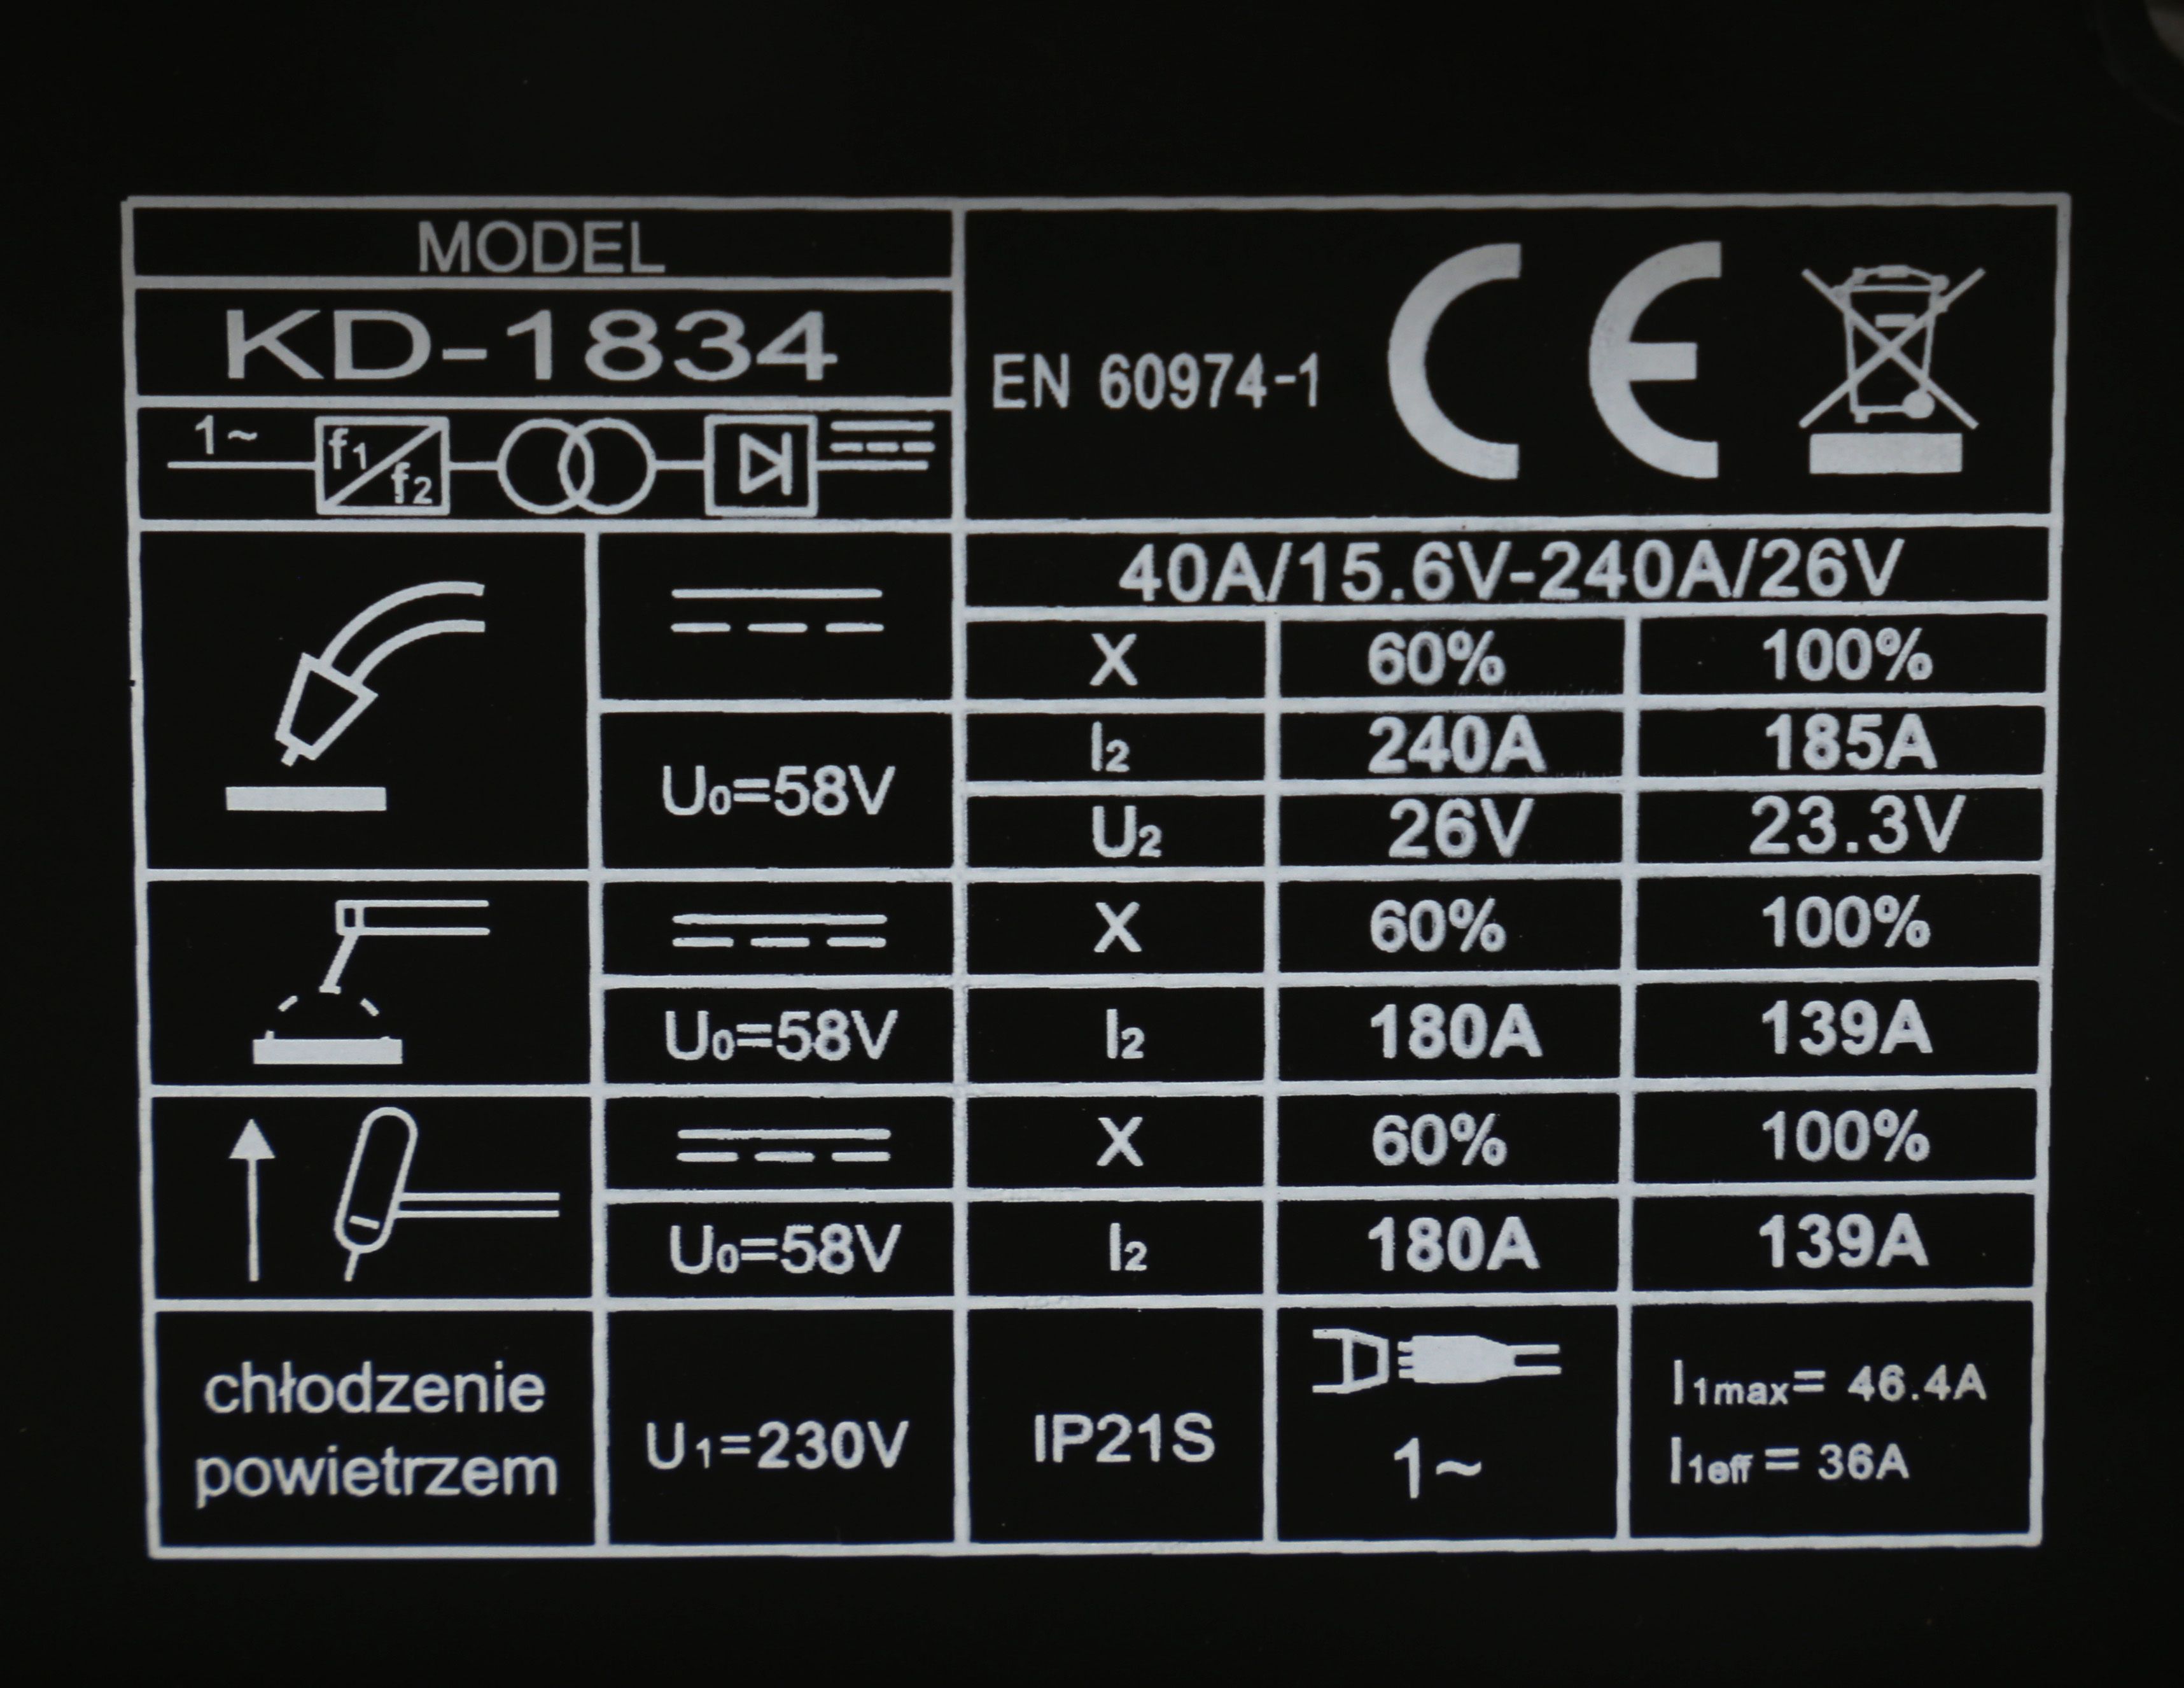 MODEL
KD-1834
EN 60974-1 CE
1~ f1 f2
40A/15.6V-240A/26V
X 60% 100%
U0=58V I2 240A 185A
U2 26V 23.3V
X 60% 100%
U0=58V I2 180A 139A
X 60% 100%
U0=58V I2 180A 139A
chłodzenie
powietrzem
U1=230V
IP21S
1~
I1max= 46.4A
I1eff = 36A